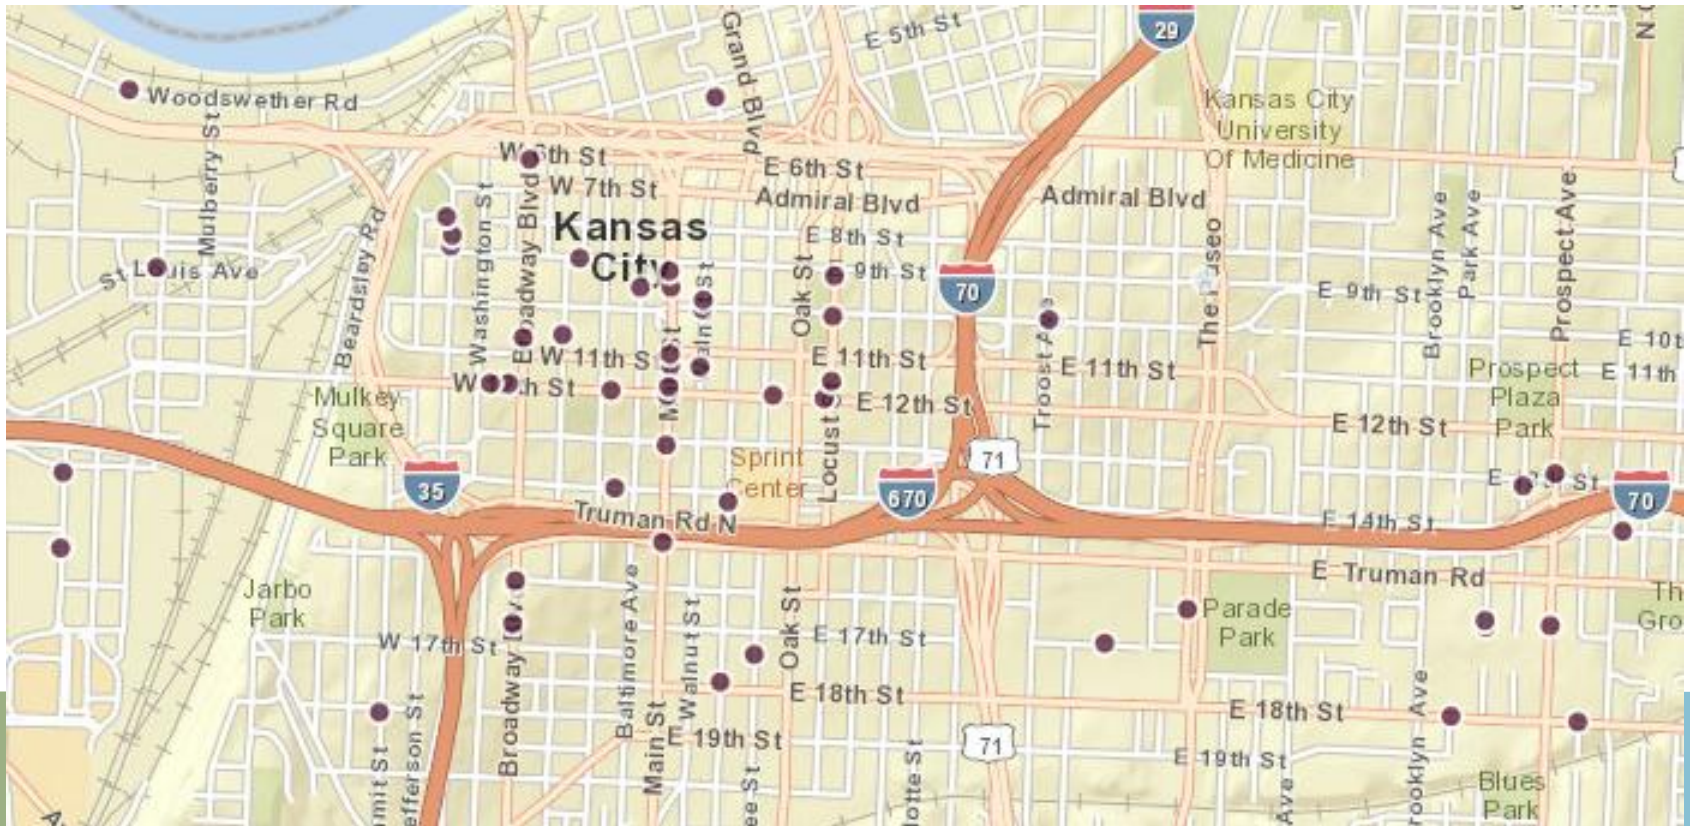 29
Grand Blvd
E 5th St
Woodswether Rd
Mulberry St
Kansas City
University
Of Medicine
W 6th St
E 6th St
W 7th St
Admiral Blvd
Admiral Blvd
Kansas
City
E 8th St
9th St
St Louis Ave
Beardsley Rd
Washington St
Broadway Blvd
Oak St
70
The Paseo
E 9th St
Brooklyn Ave
Park Ave
Prospect Ave
W 11th St
E 11th St
E 11th St
E 11th
Troost Ave
Mulkey
Square
Park
E 12th St
E 12th St
Prospect
Plaza
Park
Locust
71
Sprint
Center
35
670
70
Truman Rd N
E 14th St
E Truman Rd
Jarbo
Park
Parade
Park
W 17th St
E 17th St
Baltimore Ave
Walnut St
Oak St
Broadway
E 18th St
E 18th St
Main St
E 19th St
E 19th St
71
Blues
Park